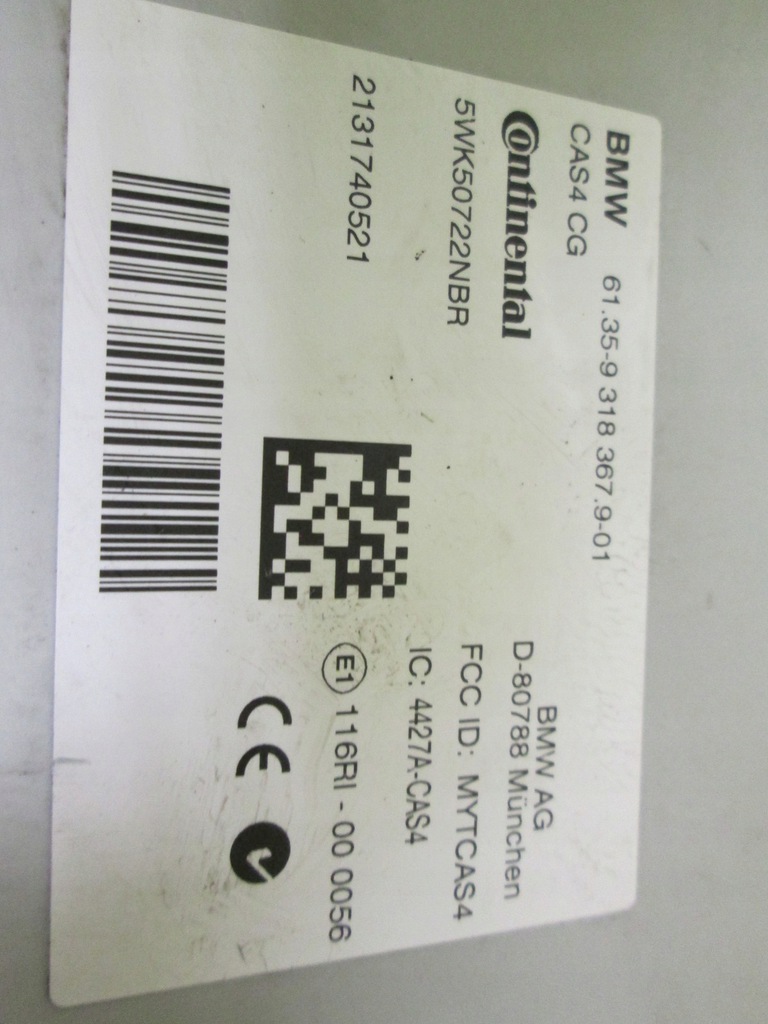 BMW 61.35-9 318 367.9-01
CAS4 CG
Continental
5WK50722NBR
2131740521
BMW AG
D-80788 München
FCC ID: MYTCAS4
IC: 4427A-CAS4
E1 116RI - 00 0056
CE